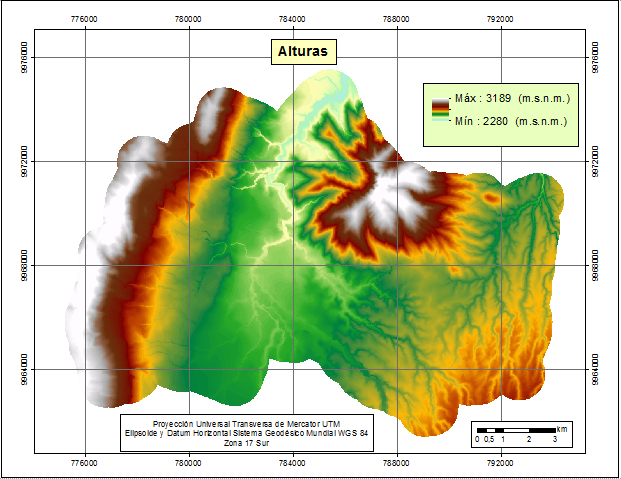 776000 780000 784000 788000 792000
Alturas
Máx : 3189 (m.s.n.m.)
Mín : 2280 (m.s.n.m.)
9976000
9976000
9972000
9972000
9968000
9968000
9964000
9964000
Proyección Universal Transversa de Mercator UTM
Elipsoide y Datum Horizontal Sistema Geodésico Mundial WGS 84
Zona 17 Sur
km
0 0,5 1 2 3
776000 780000 784000 788000 792000